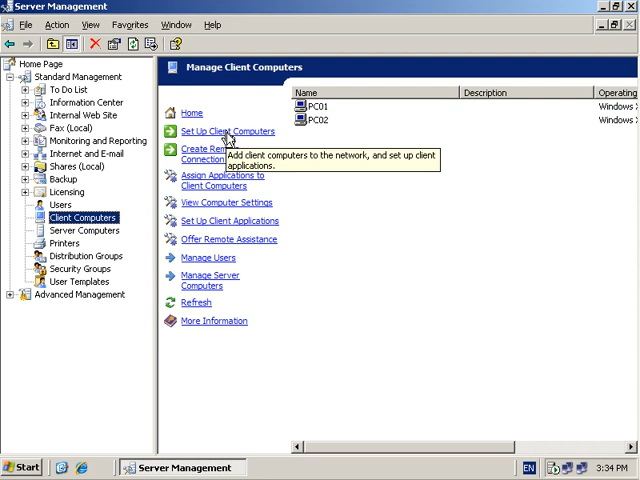 Server Management
File Action View Favorites Window Help
Home Page
Standard Management
To Do List
Information Center
Internal Web Site
Fax (Local)
Monitoring and Reporting
Internet and E-mail
Shares (Local)
Backup
Licensing
Users
Client Computers
Server Computers
Printers
Distribution Groups
Security Groups
User Templates
Advanced Management
Manage Client Computers
Home
Set Up Client Computers
Create Rem
Connection
Add client computers to the network, and set up client
applications.
Assign Applications to
Client Computers
View Computer Settings
Set Up Client Applications
Offer Remote Assistance
Manage Users
Manage Server
Computers
Refresh
More Information
Name Description Operating
PC01 Windows
PC02 Windows
Start Server Management EN 3:34 PM